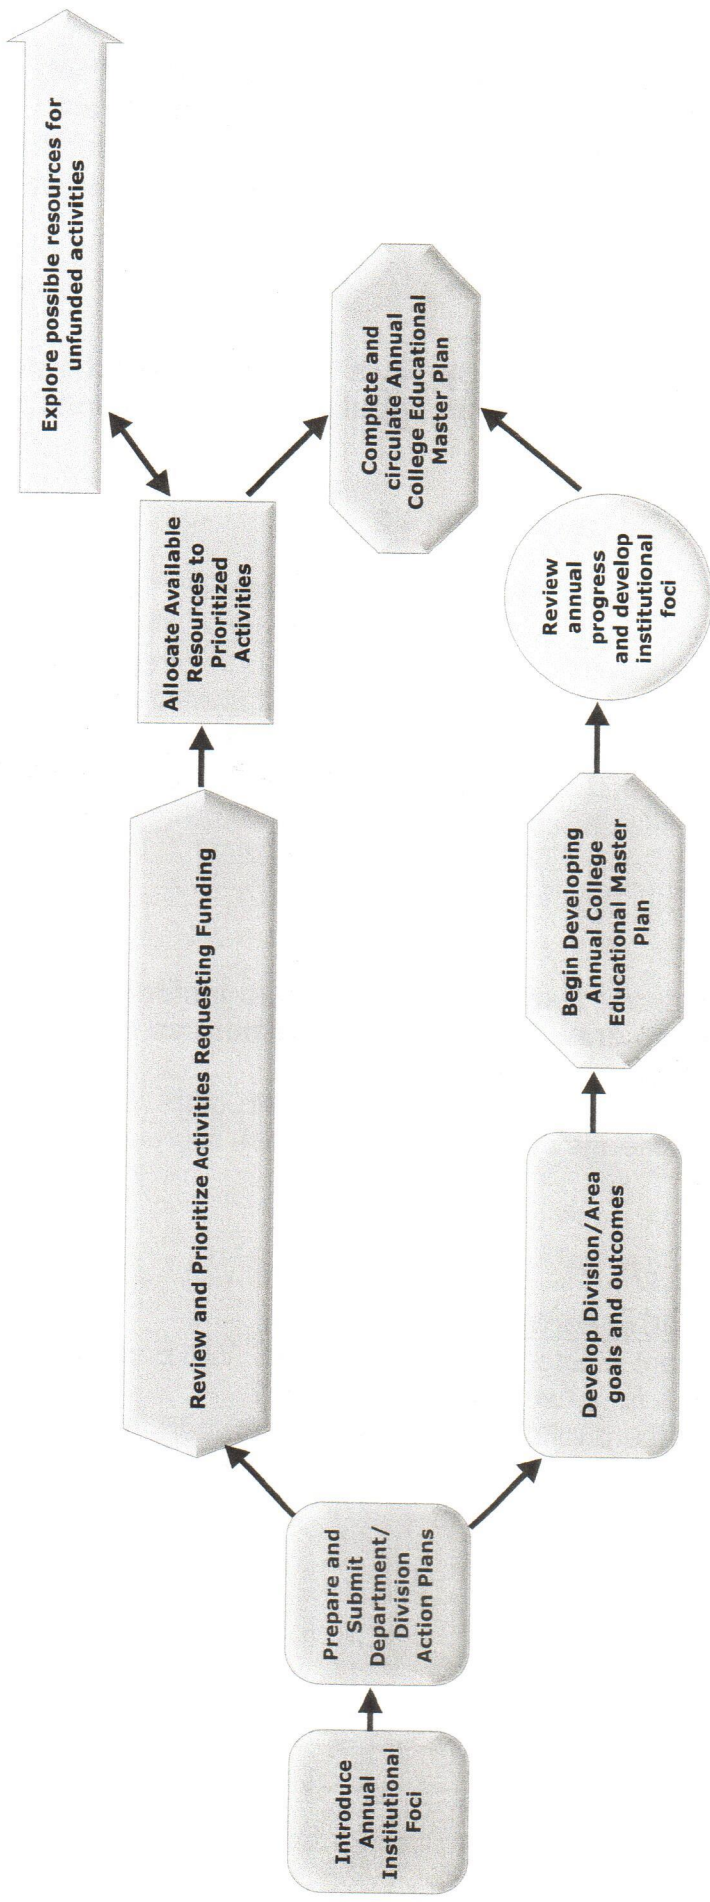 Introduce
Annual
Institutional
Foci
Prepare and
Submit
Department/
Division
Action Plans
Review and Prioritize Activities Requesting Funding
Allocate Available
Resources to
Prioritized
Activities
Explore possible resources for
unfunded activities
Develop Division/Area
goals and outcomes
Begin Developing
Annual College
Educational Master
Plan
Review
annual
progress
and develop
institutional
foci
Complete and
circulate Annual
College Educational
Master Plan